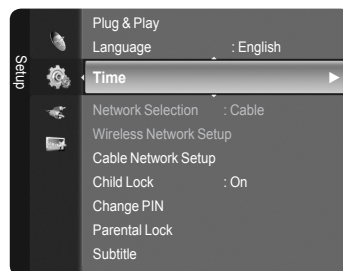 Setup
Plug & Play
Language : English
Time
Network Selection : Cable
Wireless Network Setup
Cable Network Setup
Child Lock : On
Change PIN
Parental Lock
Subtitle